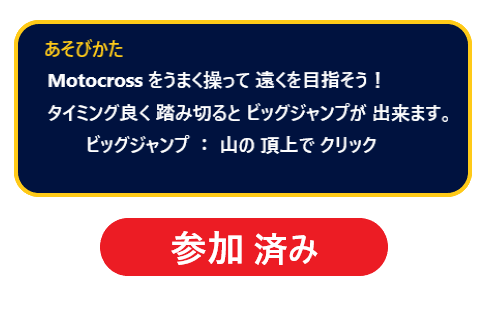 あそびかた
Motocross をうまく操って 遠くを目指そう！
タイミング良く 踏み切ると ビッグジャンプが 出来ます。
ビッグジャンプ ： 山の 頂上で クリック
参加 済み